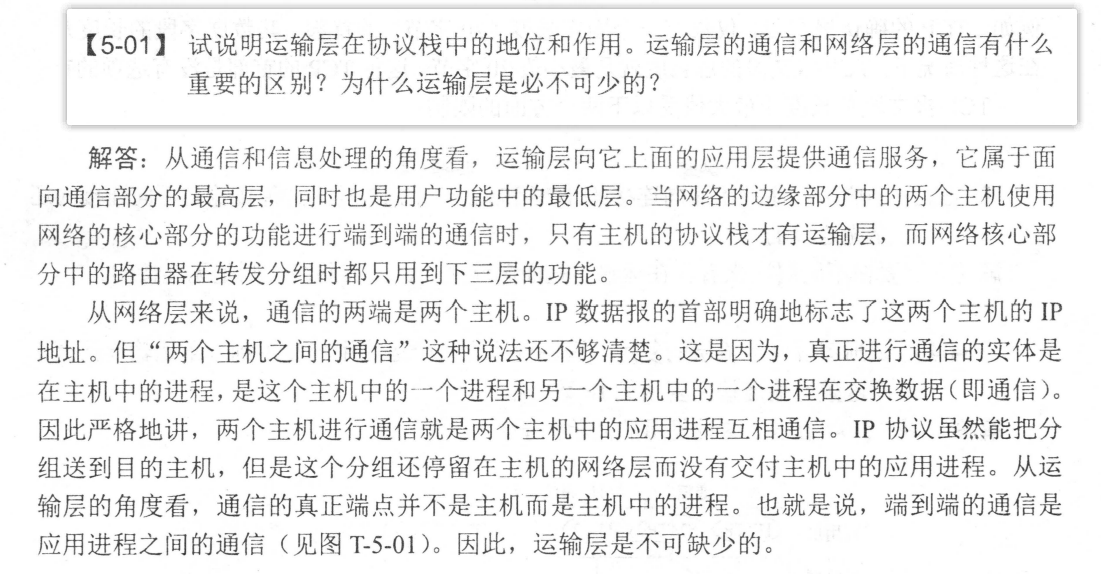 【5-01】 试说明运输层在协议栈中的地位和作用。运输层的通信和网络层的通信有什么
重要的区别？为什么运输层是必不可少的？
解答：从通信和信息处理的角度看，运输层向它上面的应用层提供通信服务，它属于面
向通信部分的最高层，同时也是用户功能中的最低层。当网络的边缘部分中的两个主机使用
网络的核心部分的功能进行端到端的通信时，只有主机的协议栈才有运输层，而网络核心部
分中的路由器在转发分组时都只用到下三层的功能。
从网络层来说，通信的两端是两个主机。IP 数据报的首部明确地标志了这两个主机的 IP
地址。但“两个主机之间的通信”这种说法还不够清楚。这是因为，真正进行通信的实体是
在主机中的进程，是这个主机中的一个进程和另一个主机中的一个进程在交换数据（即通信）。
因此严格地讲，两个主机进行通信就是两个主机中的应用进程互相通信。IP 协议虽然能把分
组送到目的主机，但是这个分组还停留在主机的网络层而没有交付主机中的应用进程。从运
输层的角度看，通信的真正端点并不是主机而是主机中的进程。也就是说，端到端的通信是
应用进程之间的通信（见图 T-5-01）。因此，运输层是不可缺少的。